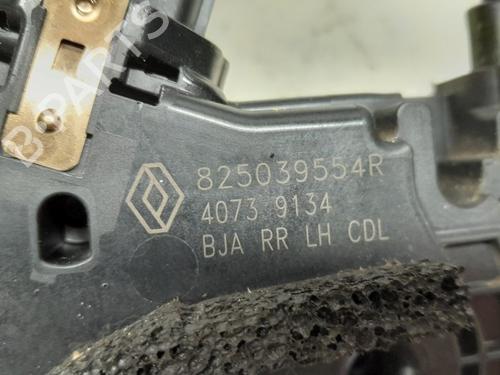 B-PARTS
825039554R
4073 9134
BJA RR LH CDL